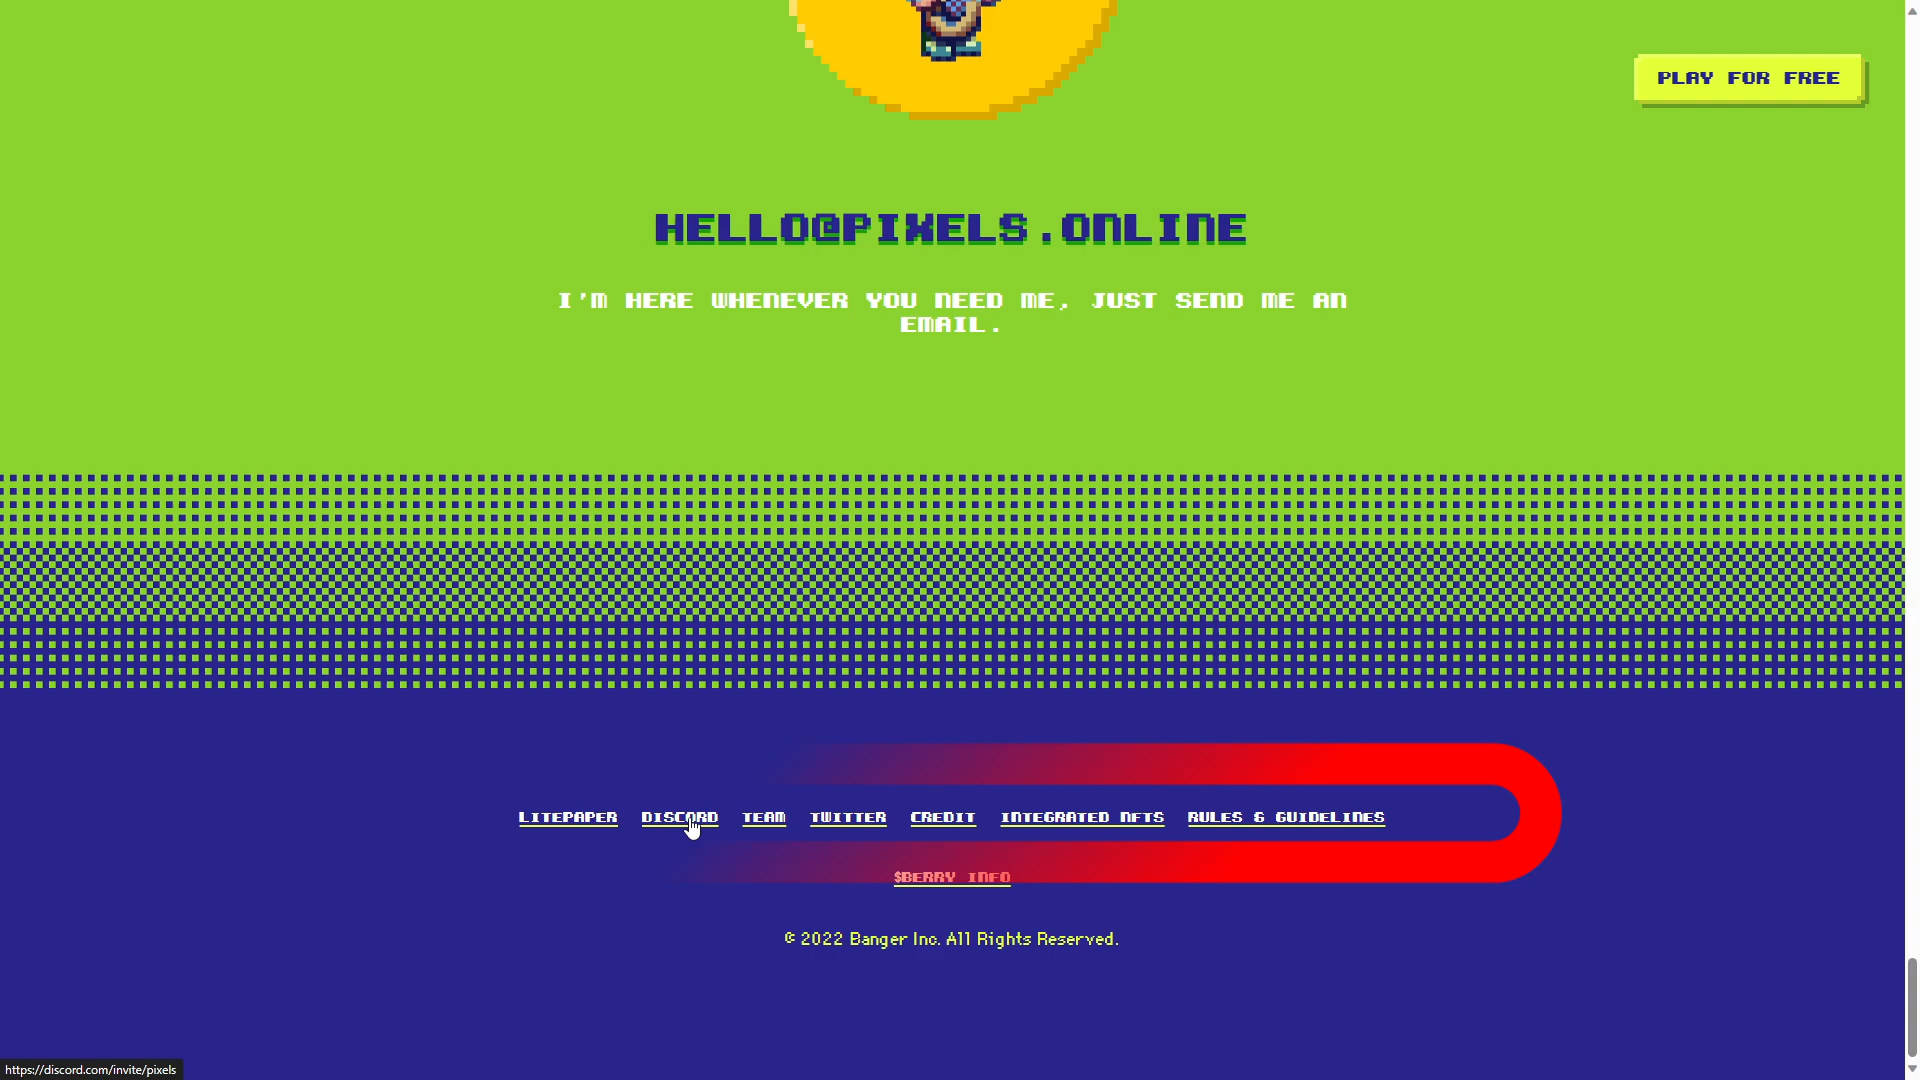 PLAY FOR FREE
HELLO@PIXELS.ONLINE
I'M HERE WHENEVER YOU NEED ME, JUST SEND ME AN
EMAIL.
LITEPAPER DISCORD TEAM TWITTER CREDIT INTEGRATED NFTS RULES & GUIDELINES
$BERRY INFO
© 2022 Banger Inc. All Rights Reserved.
https://discord.com/invite/pixels